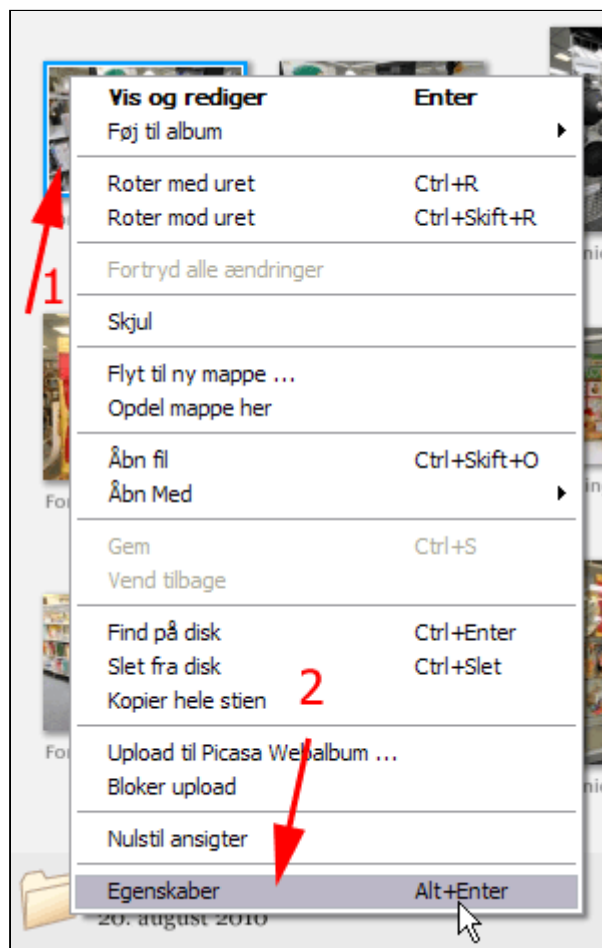 Vis og rediger Enter
Føj til album
Roter med uret Ctrl+R
Roter mod uret Ctrl+Skift+R
1
Fortryd alle ændringer
Skjul
Flyt til ny mappe ...
Opdel mappe her
Åbn fil Ctrl+Skift+O
Åbn Med
Gem Ctrl+S
Vend tilbage
Find på disk Ctrl+Enter
Slet fra disk Ctrl+Slet
Kopier hele stien
2
Upload til Picasa Webalbum ...
Bloker upload
Nulstil ansigter
Egenskaber Alt+Enter
20. august 2010